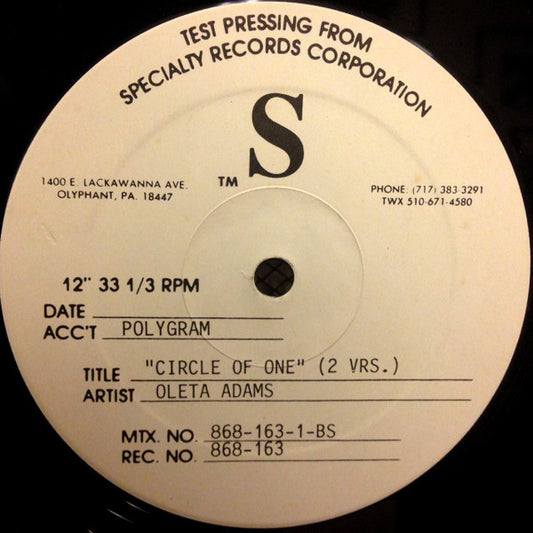 TEST PRESSING FROM
SPECIALTY RECORDS CORPORATION
S
TM
1400 E. LACKAWANNA AVE.
OLYPHANT, PA. 18447
PHONE: (717) 383-3291
TWX 510-671-4580
12" 33 1/3 RPM
DATE
ACC'T POLYGRAM
TITLE "CIRCLE OF ONE" (2 VRS.)
ARTIST OLETA ADAMS
MTX. NO. 868-163-1-BS
REC. NO. 868-163